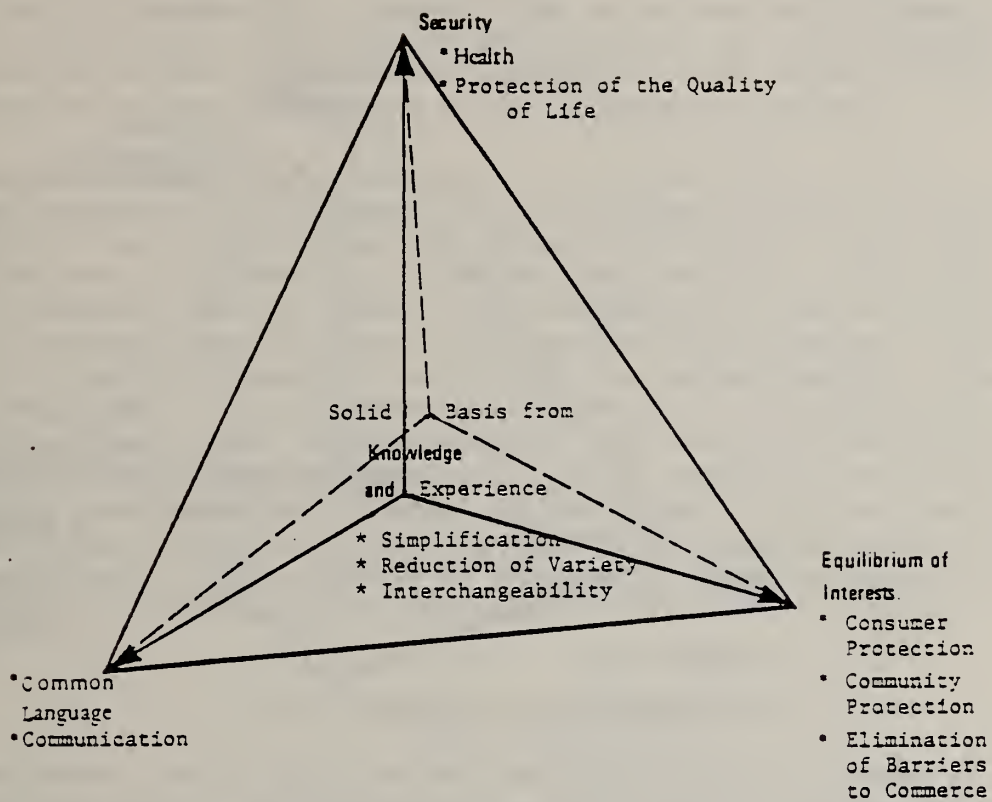 Security
* Health
* Protection of the Quality
of Life
Solid Basis from
Knowledge
and Experience
* Simplification
* Reduction of Variety
* Interchangeability
Equilibrium of
Interests.
* Consumer
Protection
* Community
Protection
* Elimination
of Barriers
to Commerce
* Common
Language
* Communication